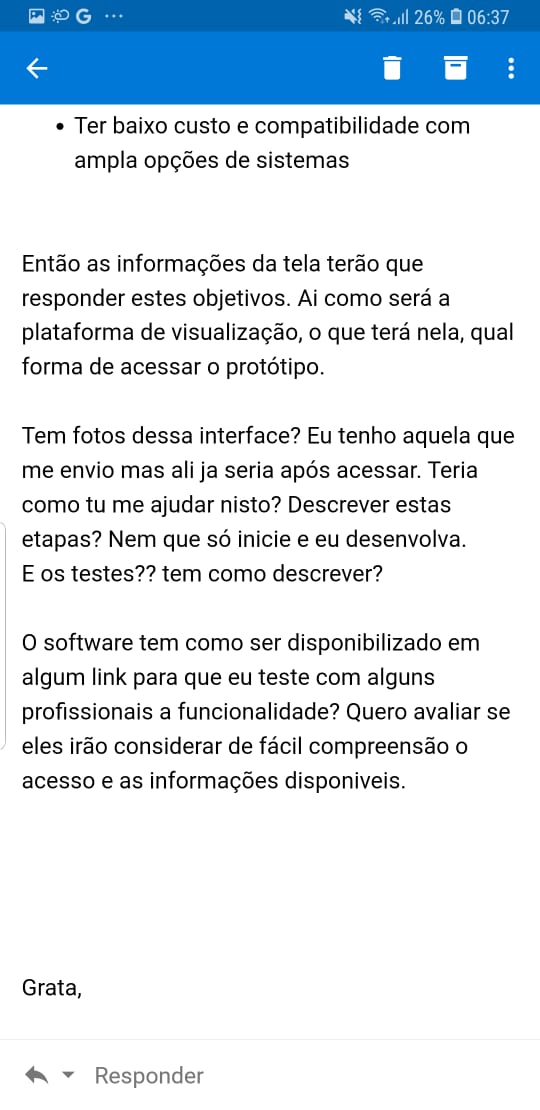 26% 06:37
• Ter baixo custo e compatibilidade com
ampla opções de sistemas
Então as informações da tela terão que
responder estes objetivos. Ai como será a
plataforma de visualização, o que terá nela, qual
forma de acessar o protótipo.
Tem fotos dessa interface? Eu tenho aquela que
me envio mas ali ja seria após acessar. Teria
como tu me ajudar nisto? Descrever estas
etapas? Nem que só inicie e eu desenvolva.
E os testes?? tem como descrever?
O software tem como ser disponibilizado em
algum link para que eu teste com alguns
profissionais a funcionalidade? Quero avaliar se
eles irão considerar de fácil compreensão o
acesso e as informações disponiveis.
Grata,
Responder